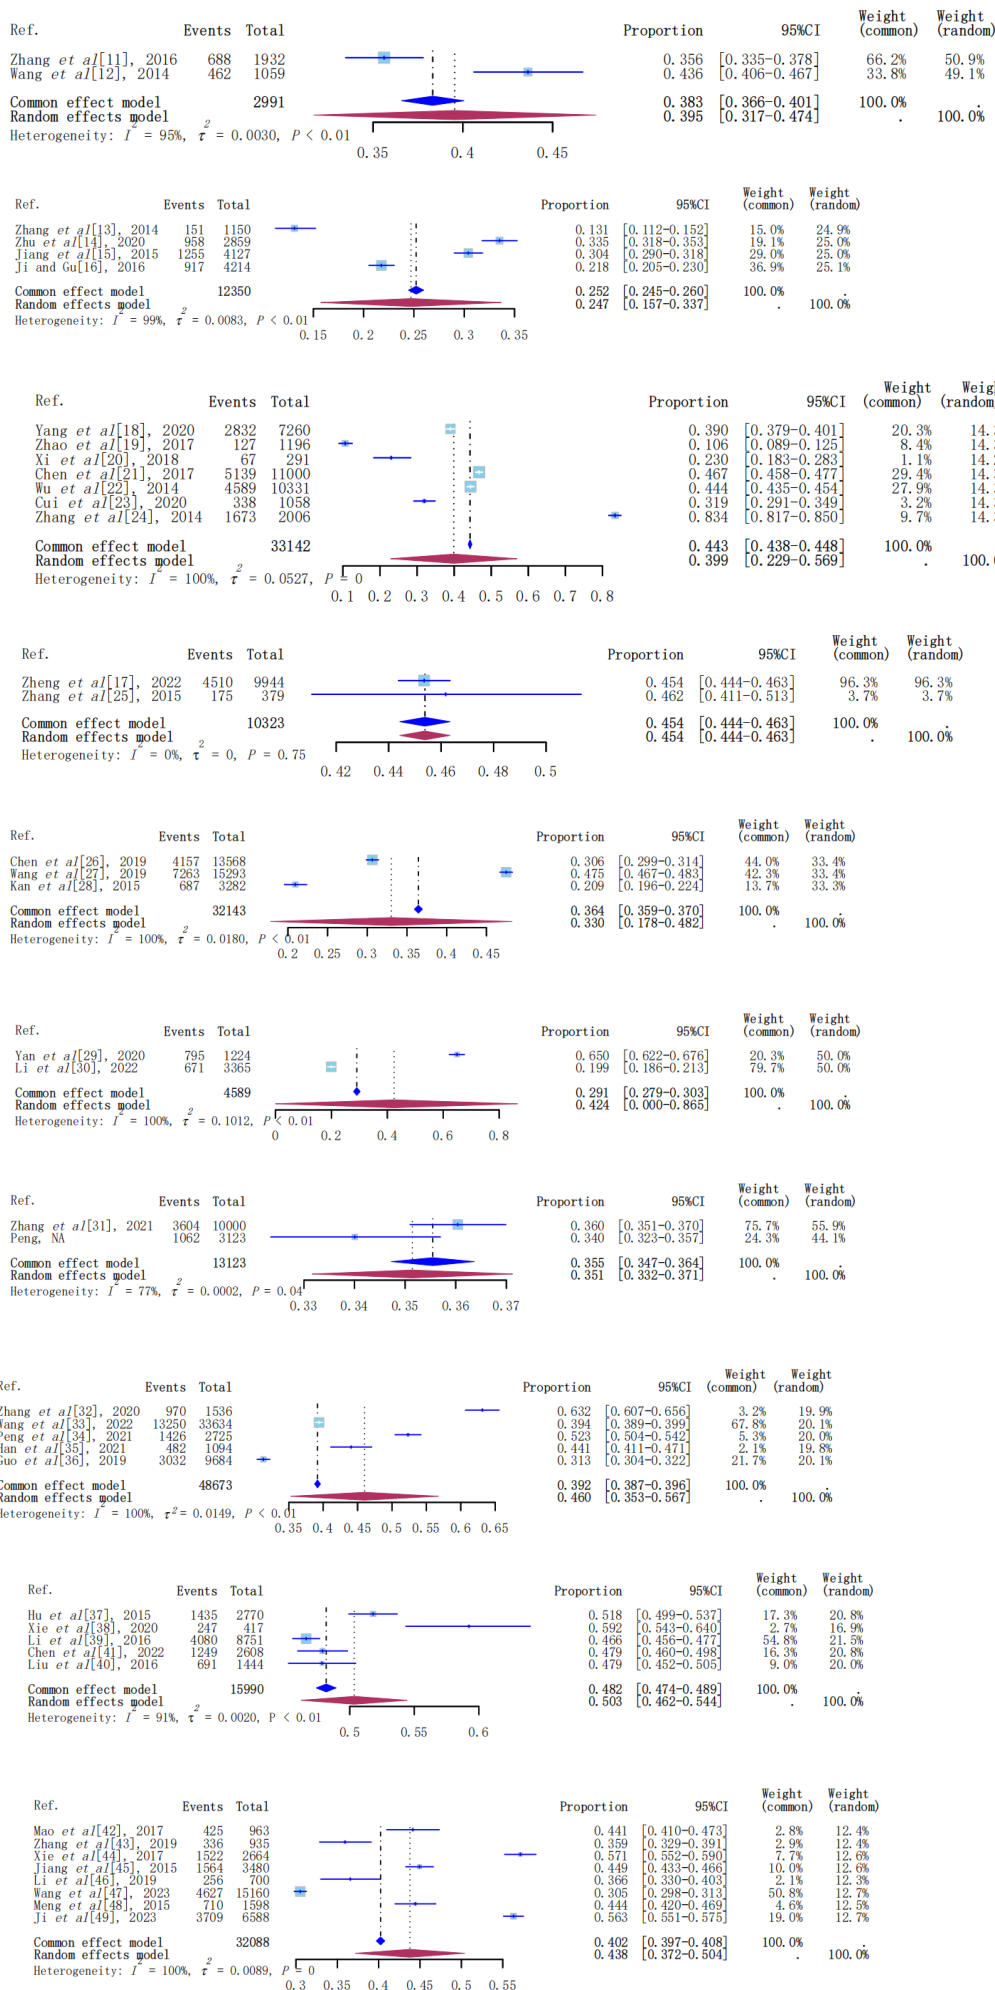 Ref. Events Total Proportion 95%CI Weight (common) Weight (random)
Zhang et al[11], 2016 688 1932 0.356 [0.335-0.378] 66.2% 50.9%
Wang et al[12], 2014 462 1059 0.436 [0.406-0.467] 33.8% 49.1%
Common effect model 2991 0.383 [0.366-0.401] 100.0% .
Random effects model 0.395 [0.317-0.474] . 100.0%
Heterogeneity: I² = 95%, τ² = 0.0030, P < 0.01
0.35 0.4 0.45
Ref. Events Total Proportion 95%CI Weight (common) Weight (random)
Zhang et al[13], 2014 151 1150 0.131 [0.112-0.152] 15.0% 24.9%
Zhu et al[14], 2020 958 2859 0.335 [0.318-0.353] 19.1% 25.0%
Jiang et al[15], 2015 1255 4127 0.304 [0.290-0.318] 29.0% 25.0%
Ji and Gu[16], 2016 917 4214 0.218 [0.205-0.230] 36.9% 25.1%
Common effect model 12350 0.252 [0.245-0.260] 100.0% .
Random effects model 0.247 [0.157-0.337] . 100.0%
Heterogeneity: I² = 99%, τ² = 0.0083, P < 0.01
0.15 0.2 0.25 0.3 0.35
Ref. Events Total Proportion 95%CI Weight (common) Weigh (random
Yang et al[18], 2020 2832 7260 0.390 [0.379-0.401] 20.3% 14.
Zhao et al[19], 2017 127 1196 0.106 [0.089-0.125] 8.4% 14.
Xi et al[20], 2018 67 291 0.230 [0.183-0.283] 1.1% 14.
Chen et al[21], 2017 5139 11000 0.467 [0.458-0.477] 29.4% 14.
Wu et al[22], 2014 4589 10331 0.444 [0.435-0.454] 27.9% 14.
Cui et al[23], 2020 338 1058 0.319 [0.291-0.349] 3.2% 14.
Zhang et al[24], 2014 1673 2006 0.834 [0.817-0.850] 9.7% 14.
Common effect model 33142 0.443 [0.438-0.448] 100.0%
Random effects model 0.399 [0.229-0.569] . 100.
Heterogeneity: I² = 100%, τ² = 0.0527, P = 0
0.1 0.2 0.3 0.4 0.5 0.6 0.7 0.8
Ref. Events Total Proportion 95%CI Weight (common) Weight (random)
Zheng et al[17], 2022 4510 9944 0.454 [0.444-0.463] 96.3% 96.3%
Zhang et al[25], 2015 175 379 0.462 [0.411-0.513] 3.7% 3.7%
Common effect model 10323 0.454 [0.444-0.463] 100.0% .
Random effects model 0.454 [0.444-0.463] . 100.0%
Heterogeneity: I² = 0%, τ² = 0, P = 0.75
0.42 0.44 0.46 0.48 0.5
Ref. Events Total Proportion 95%CI Weight (common) Weight (random)
Chen et al[26], 2019 4157 13568 0.306 [0.299-0.314] 44.0% 33.4%
Wang et al[27], 2019 7263 15293 0.475 [0.467-0.483] 42.3% 33.4%
Kan et al[28], 2015 687 3282 0.209 [0.196-0.224] 13.7% 33.3%
Common effect model 32143 0.364 [0.359-0.370] 100.0% .
Random effects model 0.330 [0.178-0.482] . 100.0%
Heterogeneity: I² = 100%, τ² = 0.0180, P < 0.01
0.2 0.25 0.3 0.35 0.4 0.45
Ref. Events Total Proportion 95%CI Weight (common) Weight (random)
Yan et al[29], 2020 795 1224 0.650 [0.622-0.676] 20.3% 50.0%
Li et al[30], 2022 671 3365 0.199 [0.186-0.213] 79.7% 50.0%
Common effect model 4589 0.291 [0.279-0.303] 100.0% .
Random effects model 0.424 [0.000-0.865] . 100.0%
Heterogeneity: I² = 100%, τ² = 0.1012, P < 0.01
0 0.2 0.4 0.6 0.8
Ref. Events Total Proportion 95%CI Weight (common) Weight (random)
Zhang et al[31], 2021 3604 10000 0.360 [0.351-0.370] 75.7% 55.9%
Peng, NA 1062 3123 0.340 [0.323-0.357] 24.3% 44.1%
Common effect model 13123 0.355 [0.347-0.364] 100.0% .
Random effects model 0.351 [0.332-0.371] . 100.0%
Heterogeneity: I² = 77%, τ² = 0.0002, P = 0.04
0.33 0.34 0.35 0.36 0.37
Ref. Events Total Proportion 95%CI Weight (common) Weight (random)
Zhang et al[32], 2020 970 1536 0.632 [0.607-0.656] 3.2% 19.9%
Wang et al[33], 2022 13250 33634 0.394 [0.389-0.399] 67.8% 20.1%
Peng et al[34], 2021 1426 2725 0.523 [0.504-0.542] 5.3% 20.0%
Han et al[35], 2021 482 1094 0.441 [0.411-0.471] 2.1% 19.8%
Guo et al[36], 2019 3032 9684 0.313 [0.304-0.322] 21.7% 20.1%
Common effect model 48673 0.392 [0.387-0.396] 100.0% .
Random effects model 0.460 [0.353-0.567] . 100.0%
Heterogeneity: I² = 100%, τ² = 0.0149, P < 0.01
0.35 0.4 0.45 0.5 0.55 0.6 0.65
Ref. Events Total Proportion 95%CI Weight (common) Weight (random)
Hu et al[37], 2015 1435 2770 0.518 [0.499-0.537] 17.3% 20.8%
Xie et al[38], 2020 247 417 0.592 [0.543-0.640] 2.7% 16.9%
Li et al[39], 2016 4080 8751 0.466 [0.456-0.477] 54.8% 21.5%
Chen et al[41], 2022 1249 2608 0.479 [0.460-0.498] 16.3% 20.8%
Liu et al[40], 2016 691 1444 0.479 [0.452-0.505] 9.0% 20.0%
Common effect model 15990 0.482 [0.474-0.489] 100.0% .
Random effects model 0.503 [0.462-0.544] . 100.0%
Heterogeneity: I² = 91%, τ² = 0.0020, P < 0.01
0.5 0.55 0.6
Ref. Events Total Proportion 95%CI Weight (common) Weight (random)
Mao et al[42], 2017 425 963 0.441 [0.410-0.473] 2.8% 12.4%
Zhang et al[43], 2019 336 935 0.359 [0.329-0.391] 2.9% 12.4%
Xie et al[44], 2017 1522 2664 0.571 [0.552-0.590] 7.7% 12.6%
Jiang et al[45], 2015 1564 3480 0.449 [0.433-0.466] 10.0% 12.6%
Li et al[46], 2019 256 700 0.366 [0.330-0.403] 2.1% 12.3%
Wang et al[47], 2023 4627 15160 0.305 [0.298-0.313] 50.8% 12.7%
Meng et al[48], 2015 710 1598 0.444 [0.420-0.469] 4.6% 12.5%
Ji et al[49], 2023 3709 6588 0.563 [0.551-0.575] 19.0% 12.7%
Common effect model 32088 0.402 [0.397-0.408] 100.0% .
Random effects model 0.438 [0.372-0.504] . 100.0%
Heterogeneity: I² = 100%, τ² = 0.0089, P = 0
0.3 0.35 0.4 0.45 0.5 0.55